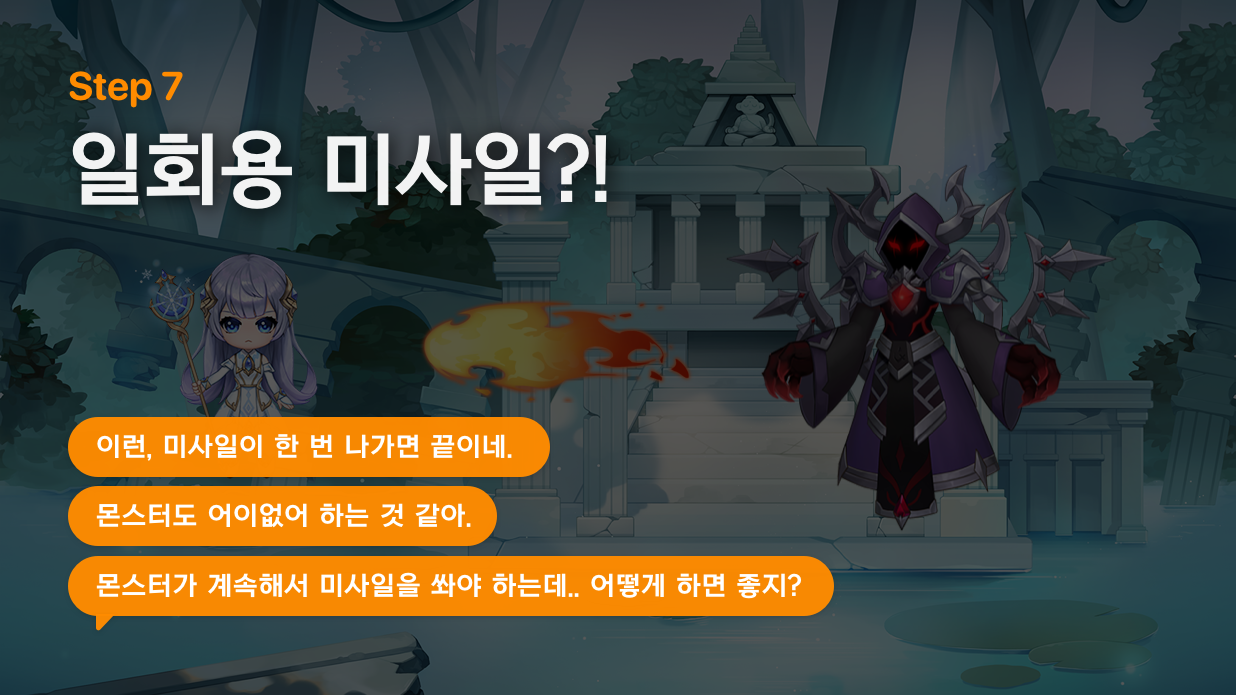 Step 7
일회용 미사일?!
이런, 미사일이 한 번 나가면 끝이네.
몬스터도 어이없어 하는 것 같아.
몬스터가 계속해서 미사일을 쏴야 하는데.. 어떻게 하면 좋지?